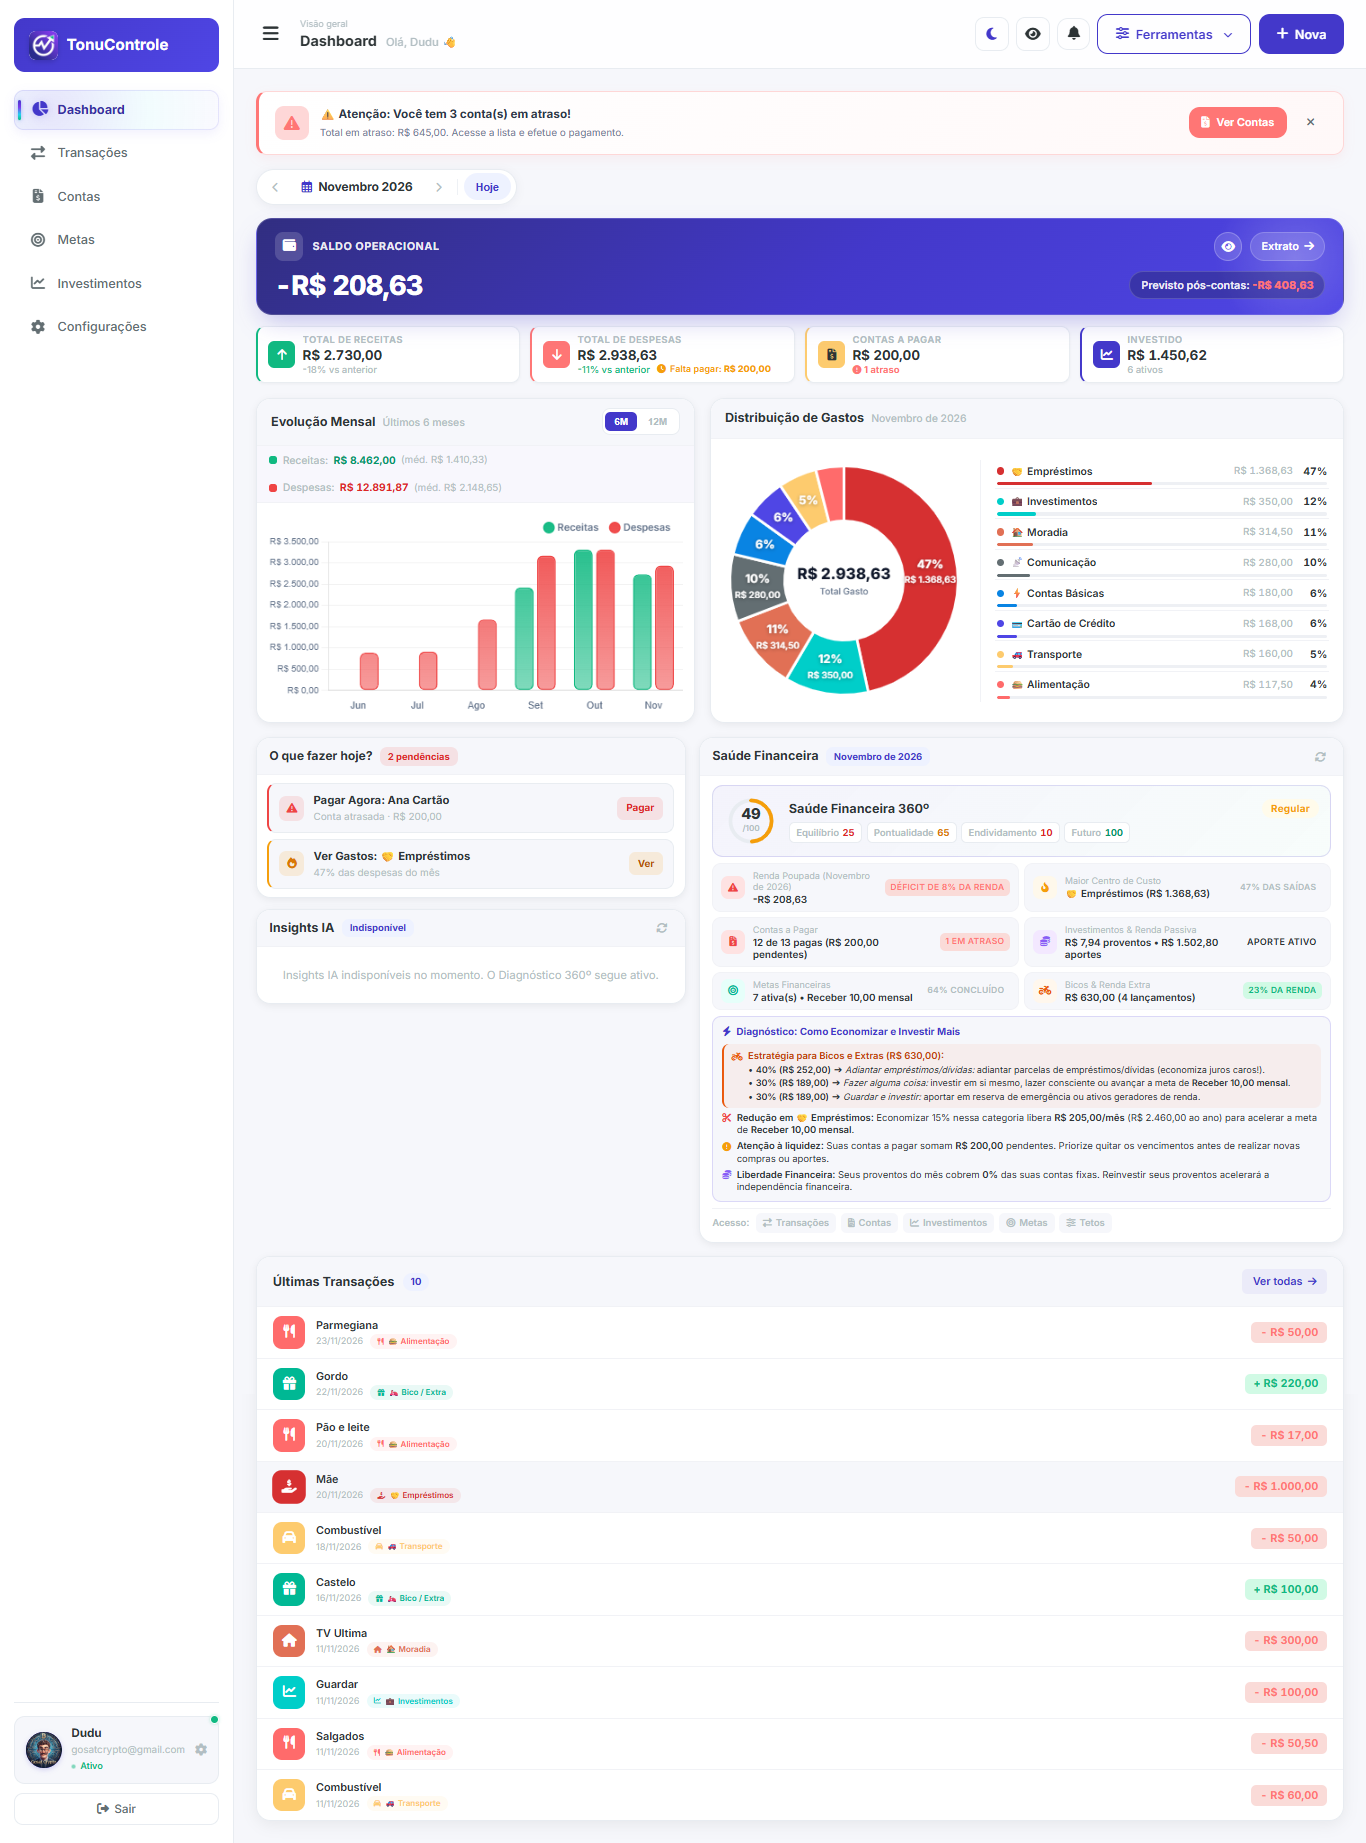 TonuControle
Dashboard
Transações
Contas
Metas
Investimentos
Configurações
Dudu
gosatcrypto@gmail.com
Ativo
Sair
Visão geral
Dashboard Olá, Dudu
Ferramentas
+ Nova
Atenção: Você tem 3 conta(s) em atraso!
Total em atraso: R$ 645,00. Acesse a lista e efetue o pagamento.
Ver Contas
Novembro 2026
Hoje
SALDO OPERACIONAL
-R$ 208,63
Extrato →
Previsto pós-contas: -R$ 408,63
TOTAL DE RECEITAS
R$ 2.730,00
-18% vs anterior
TOTAL DE DESPESAS
R$ 2.938,63
-11% vs anterior Falta pagar: R$ 200,00
CONTAS A PAGAR
R$ 200,00
1 atraso
INVESTIDO
R$ 1.450,62
6 ativos
Evolução Mensal Últimos 6 meses
6M 12M
Receitas: R$ 8.462,00 (méd. R$ 1.410,33)
Despesas: R$ 12.891,87 (méd. R$ 2.148,65)
Receitas Despesas
R$ 3.500,00
R$ 3.000,00
R$ 2.500,00
R$ 2.000,00
R$ 1.500,00
R$ 1.000,00
R$ 500,00
R$ 0,00
Jun Jul Ago Set Out Nov
Distribuição de Gastos Novembro de 2026
5%
6%
6%
10%
R$ 280,00
11%
R$ 314,50
12%
R$ 350,00
47%
R$ 1.368,63
R$ 2.938,63
Total Gasto
Empréstimos R$ 1.368,63 47%
Investimentos R$ 350,00 12%
Moradia R$ 314,50 11%
Comunicação R$ 280,00 10%
Contas Básicas R$ 180,00 6%
Cartão de Crédito R$ 168,00 6%
Transporte R$ 160,00 5%
Alimentação R$ 117,50 4%
O que fazer hoje? 2 pendências
Pagar Agora: Ana Cartão
Conta atrasada · R$ 200,00
Pagar
Ver Gastos: Empréstimos
47% das despesas do mês
Ver
Insights IA Indisponível
Insights IA indisponíveis no momento. O Diagnóstico 360º segue ativo.
Saúde Financeira Novembro de 2026
49
/100
Saúde Financeira 360º
Regular
Equilíbrio 25 Pontualidade 65 Endividamento 10 Futuro 100
Renda Poupada (Novembro
de 2026)
-R$ 208,63
DÉFICIT DE 8% DA RENDA
Maior Centro de Custo
Empréstimos (R$ 1.368,63)
47% DAS SAÍDAS
Contas a Pagar
12 de 13 pagas (R$ 200,00
pendentes)
1 EM ATRASO
Investimentos & Renda Passiva
R$ 7,94 proventos • R$ 1.502,80
aportes
APORTE ATIVO
Metas Financeiras
7 ativa(s) • Receber 10,00 mensal
64% CONCLUÍDO
Bicos & Renda Extra
R$ 630,00 (4 lançamentos)
23% DA RENDA
Diagnóstico: Como Economizar e Investir Mais
Estratégia para Bicos e Extras (R$ 630,00):
• 40% (R$ 252,00) → Adiantar empréstimos/dívidas: adiantar parcelas de empréstimos/dívidas (economiza juros caros!).
• 30% (R$ 189,00) → Fazer alguma coisa: investir em si mesmo, lazer consciente ou avançar a meta de Receber 10,00 mensal.
• 30% (R$ 189,00) → Guardar e investir: aportar em reserva de emergência ou ativos geradores de renda.
Redução em Empréstimos: Economizar 15% nessa categoria libera R$ 205,00/mês (R$ 2.460,00 ao ano) para acelerar a meta
de Receber 10,00 mensal.
Atenção à liquidez: Suas contas a pagar somam R$ 200,00 pendentes. Priorize quitar os vencimentos antes de realizar novas
compras ou aportes.
Liberdade Financeira: Seus proventos do mês cobrem 0% das suas contas fixas. Reinvestir seus proventos acelerará a
independência financeira.
Acesso: Transações Contas Investimentos Metas Tetos
Últimas Transações 10
Ver todas →
Parmegiana
23/11/2026 Alimentação
- R$ 50,00
Gordo
22/11/2026 Bico / Extra
+ R$ 220,00
Pão e leite
20/11/2026 Alimentação
- R$ 17,00
Mãe
20/11/2026 Empréstimos
- R$ 1.000,00
Combustível
18/11/2026 Transporte
- R$ 50,00
Castelo
16/11/2026 Bico / Extra
+ R$ 100,00
TV Ultima
11/11/2026 Moradia
- R$ 300,00
Guardar
11/11/2026 Investimentos
- R$ 100,00
Salgados
11/11/2026 Alimentação
- R$ 50,50
Combustível
11/11/2026 Transporte
- R$ 60,00